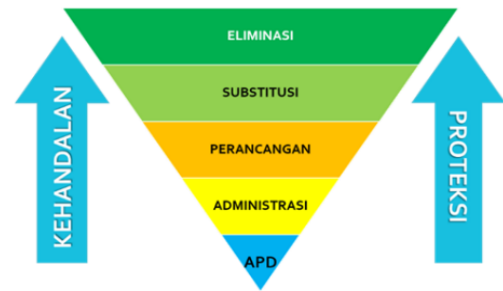 ELIMINASI
SUBSTITUSI
PERANCANGAN
ADMINISTRASI
APD
KEHANDALAN
PROTEKSI